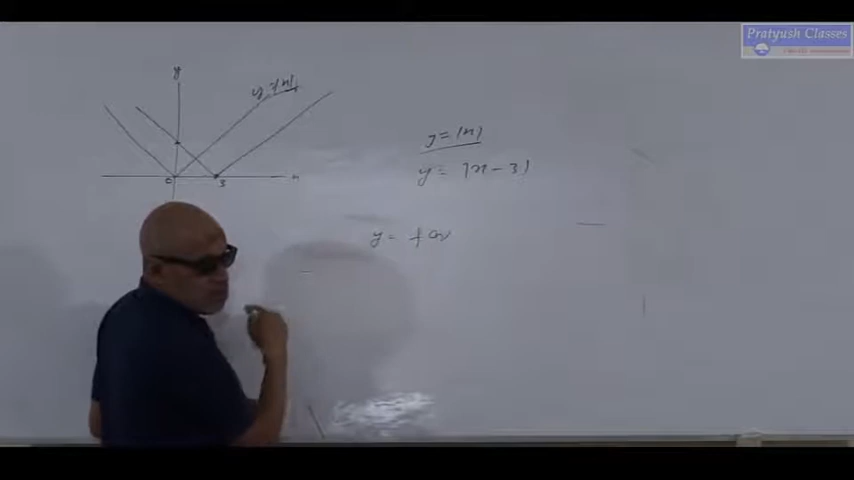 Pratyush Classes
y
y = |x|
y = |x|
y = |x - 3|
0
3
x
y = f(x)